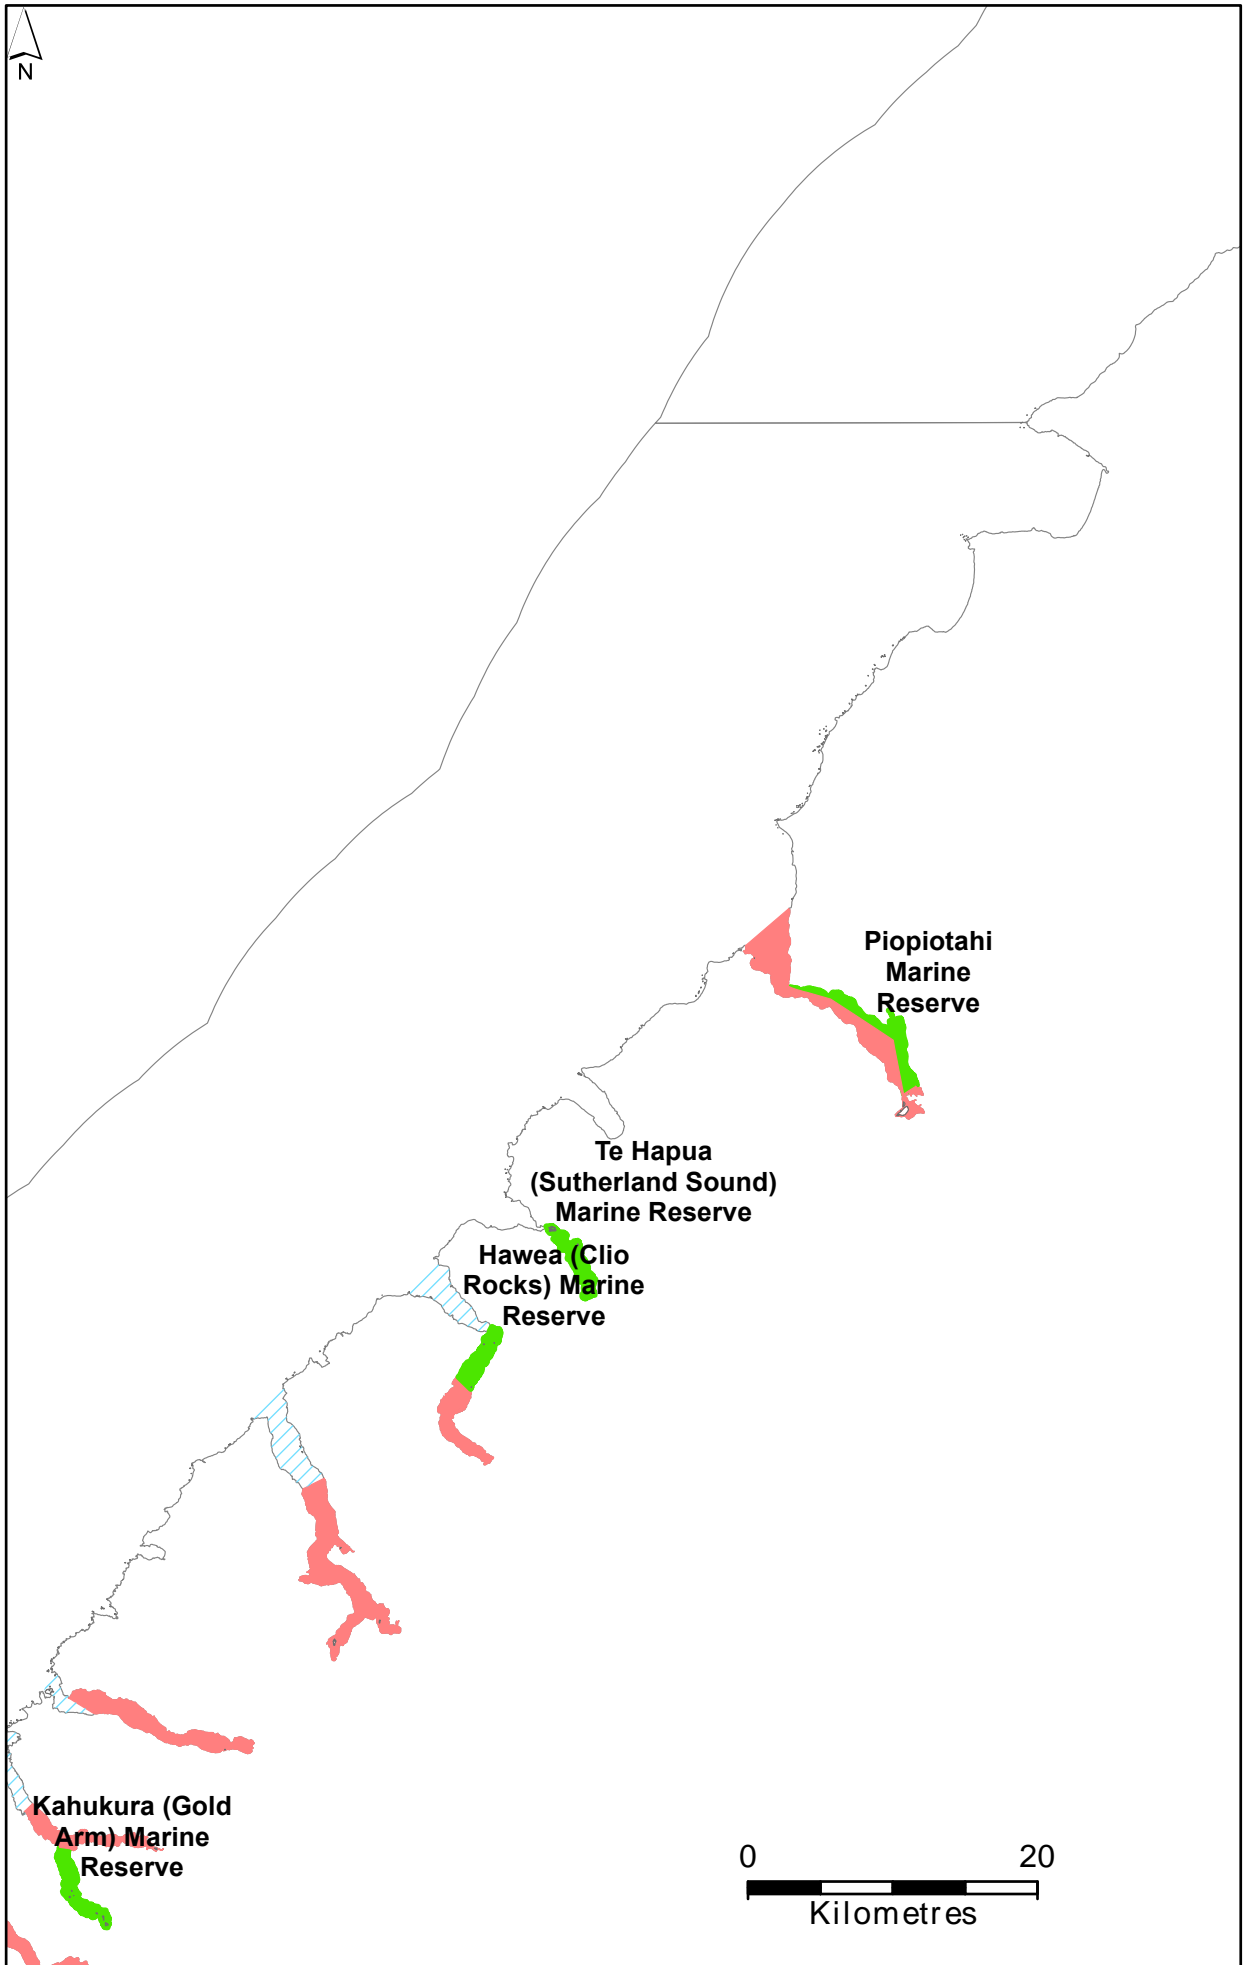 N
Piopiotahi
Marine
Reserve
Te Hapua
(Sutherland Sound)
Marine Reserve
Hawea (Clio
Rocks) Marine
Reserve
Kahukura (Gold
Arm) Marine
Reserve
0 20
Kilometres